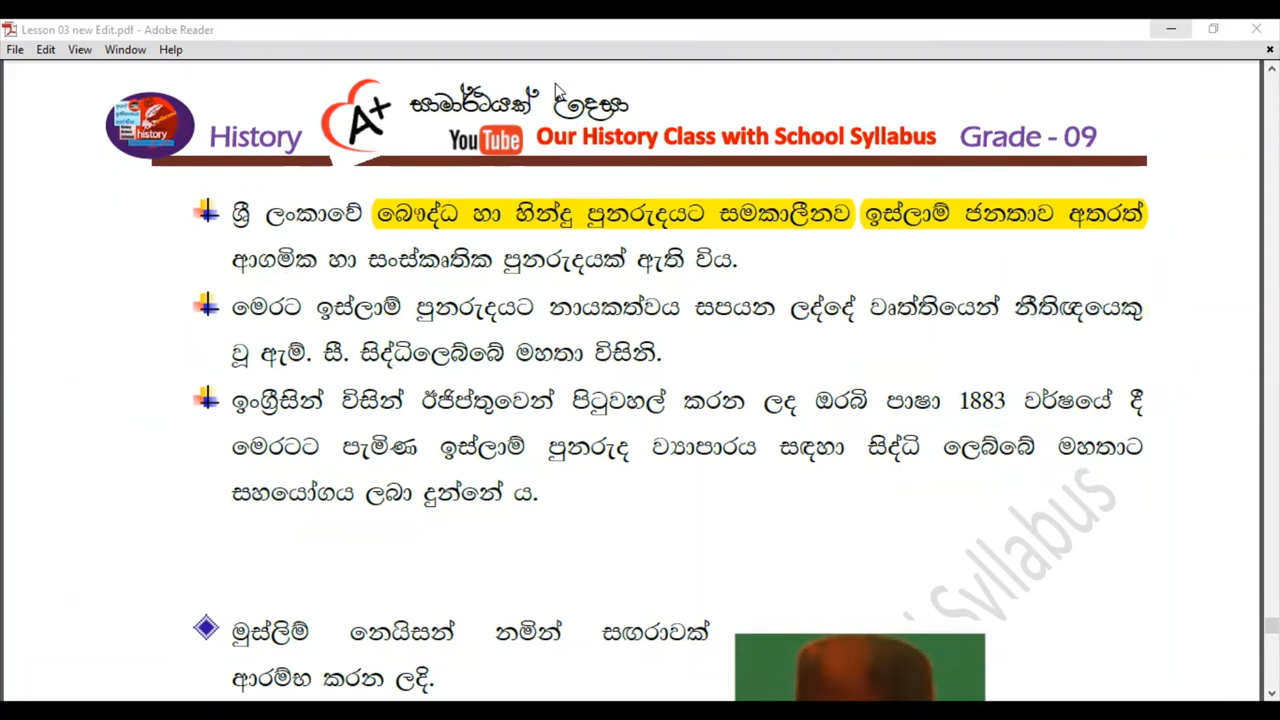 Lesson 03 new Edit.pdf - Adobe Reader
File Edit View Window Help
සාමාර්ථයක් උදෙසා
A+
history
History
You Tube Our History Class with School Syllabus
Grade - 09
ශ්‍රී ලංකාවේ බෞද්ධ හා හින්දු පුනරුදයට සමකාලීනව ඉස්ලාම් ජනතාව අතරත්
ආගමික හා සංස්කෘතික පුනරුදයක් ඇති විය.
මෙරට ඉස්ලාම් පුනරුදයට නායකත්වය සපයන ලද්දේ වෘත්තියෙන් නීතිඥයෙකු
වූ ඇම්. සී. සිද්ධිලෙබ්බේ මහතා විසිනි.
ඉංග්‍රීසින් විසින් ඊජිප්තුවෙන් පිටුවහල් කරන ලද ඔරබි පාෂා 1883 වර්ෂයේ දී
මෙරටට පැමිණ ඉස්ලාම් පුනරුද ව්‍යාපාරය සඳහා සිද්ධි ලෙබ්බේ මහතාට
සහයෝගය ලබා දුන්නේ ය.
Syllabus
මුස්ලිම් නෙයිසන් නමින් සඟරාවක්
ආරම්භ කරන ලදි.